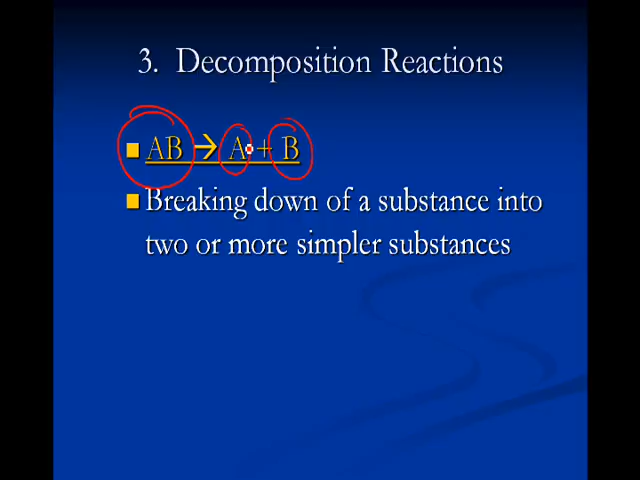 3. Decomposition Reactions
AB → A + B
Breaking down of a substance into
two or more simpler substances